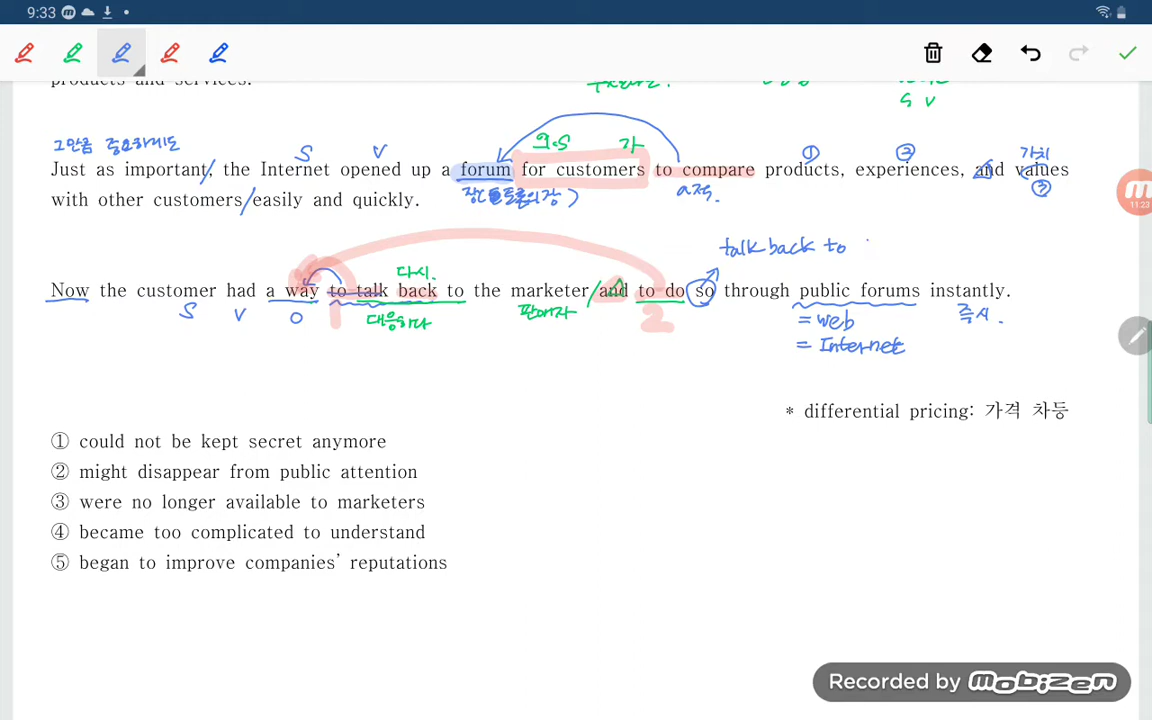 9:33
products and services.
S V
그만큼 중요하게도 S V 의.S 가 ① ② 가치
Just as important, the Internet opened up a forum for customers to compare products, experiences, and values
장(토론의장) a적. ③
with other customers easily and quickly.
talk back to
다시.
Now the customer had a way to talk back to the marketer and to do so through public forums instantly.
S V O 1 대응하다 판매자 2 = web 즉시.
= Internet
* differential pricing: 가격 차등
① could not be kept secret anymore
② might disappear from public attention
③ were no longer available to marketers
④ became too complicated to understand
⑤ began to improve companies' reputations
11:23
Recorded by mobizen